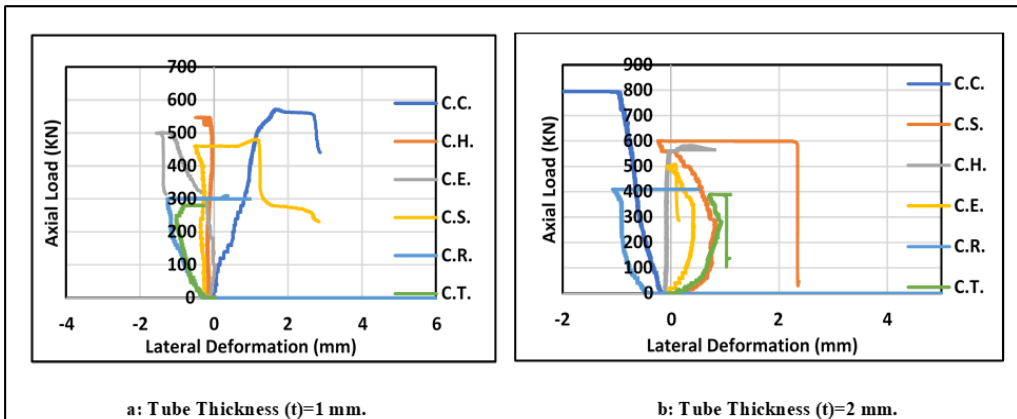 700
600
500
400
300
200
100
0
-4 -2 0 2 4 6
Axial Load (KN)
Lateral Deformation (mm)
C.C.
C.H.
C.E.
C.S.
C.R.
C.T.
a: Tube Thickness (t)=1 mm.
900
800
700
600
500
400
300
200
100
0
-2 0 2 4
Axial Load (KN)
Lateral Deformation (mm)
C.C.
C.S.
C.H.
C.E.
C.R.
C.T.
b: Tube Thickness (t)=2 mm.